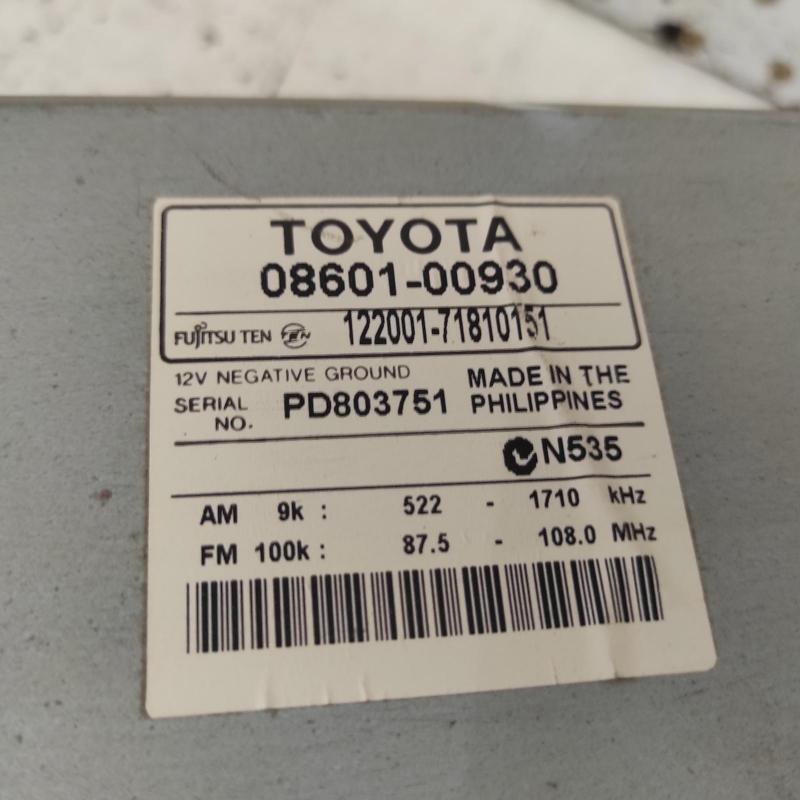 TOYOTA
08601-00930
FUJITSU TEN TEN 122001-71810151
12V NEGATIVE GROUND
MADE IN THE PHILIPPINES
SERIAL NO. PD803751
N535
AM 9k : 522 - 1710 kHz
FM 100k : 87.5 - 108.0 MHz